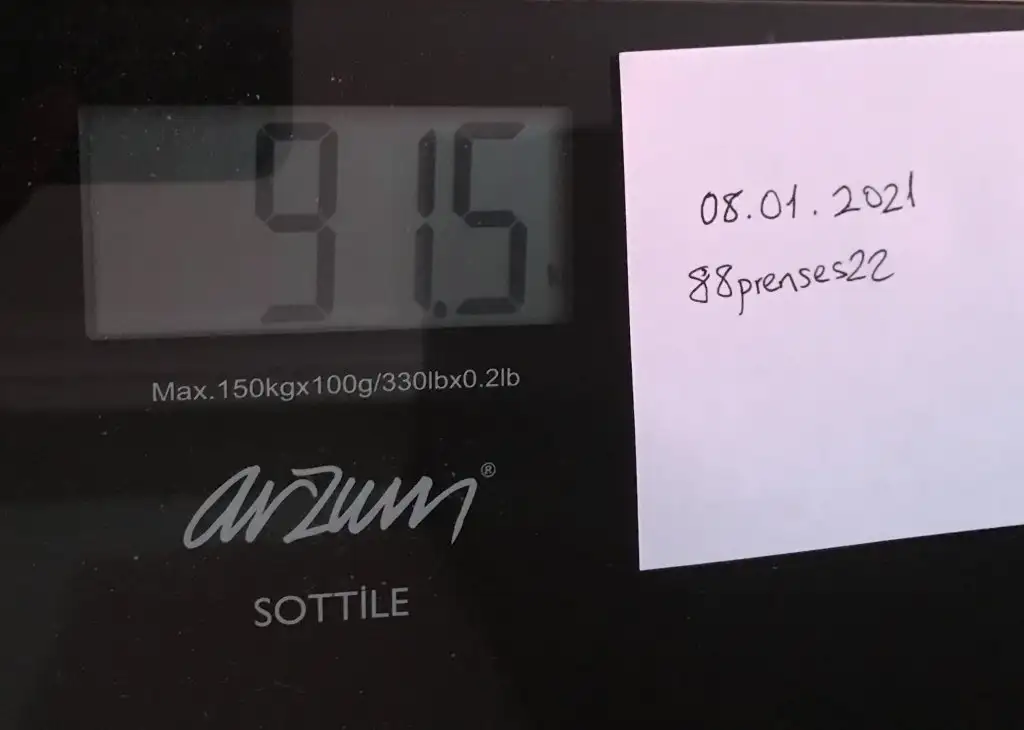 91.5
Max.150kgx100g/330lbx0.2lb
arzum®
SOTTİLE
08.01.2021
88prenses22